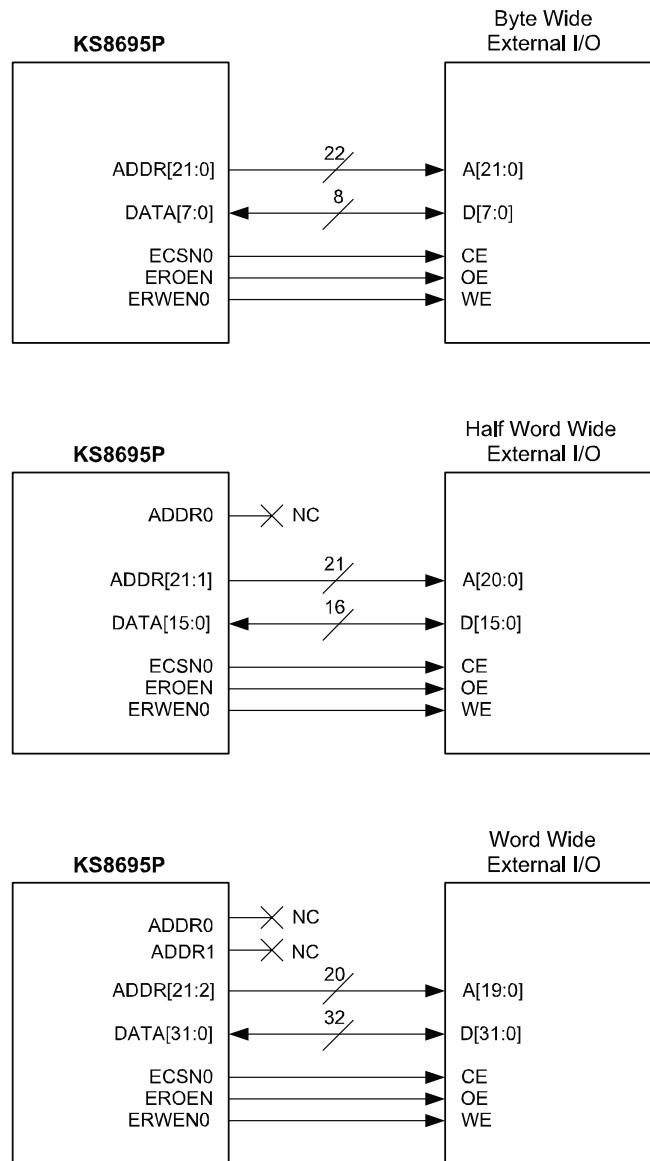 Byte Wide
KS8695P External I/O
22
ADDR[21:0] A[21:0]
8
DATA[7:0] D[7:0]
ECSN0 CE
EROEN OE
ERWEN0 WE
Half Word Wide
KS8695P External I/O
ADDR0 NC
21
ADDR[21:1] A[20:0]
16
DATA[15:0] D[15:0]
ECSN0 CE
EROEN OE
ERWEN0 WE
Word Wide
KS8695P External I/O
ADDR0 NC
ADDR1 NC
20
ADDR[21:2] A[19:0]
32
DATA[31:0] D[31:0]
ECSN0 CE
EROEN OE
ERWEN0 WE